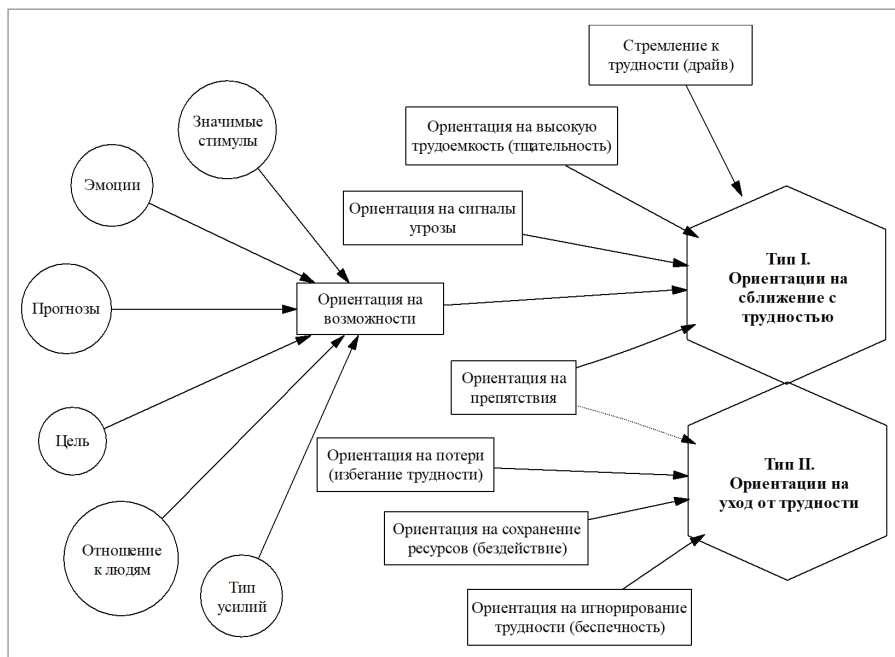 Стремление к
трудности (драйв)
Значимые
стимулы
Ориентация на высокую
трудоемкость (тщательность)
Эмоции
Ориентация на сигналы
угрозы
Тип I.
Ориентации на
сближение с
трудностью
Прогнозы
Ориентация на
возможности
Ориентация на
препятствия
Цель
Ориентация на потери
(избегание трудности)
Тип II.
Ориентации на
уход от трудности
Ориентация на сохранение
ресурсов (бездействие)
Отношение
к людям
Тип
усилий
Ориентация на игнорирование
трудности (беспечность)